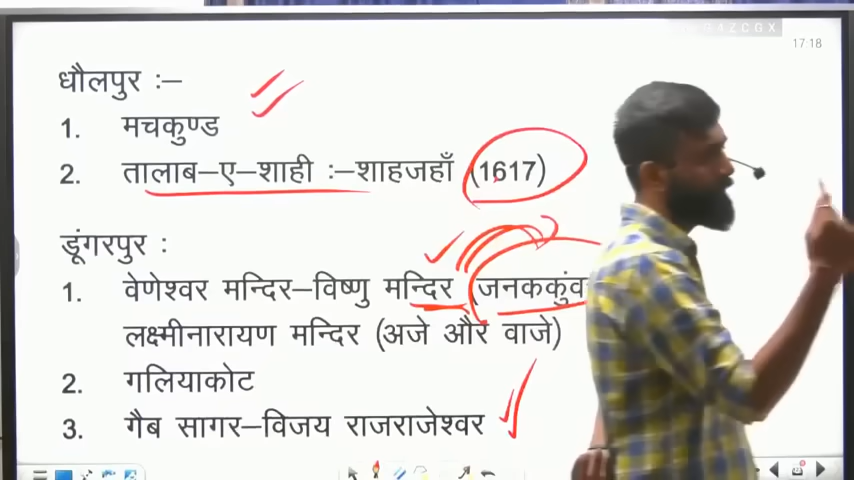 17:18
धौलपुर :–
1. मचकुण्ड
2. तालाब–ए–शाही :–शाहजहाँ (1617)
डूंगरपुर :
1. वेणेश्वर मन्दिर–विष्णु मन्दिर (जनककुंव
लक्ष्मीनारायण मन्दिर (अजे और वाजे)
2. गलियाकोट
3. गैब सागर–विजय राजराजेश्वर